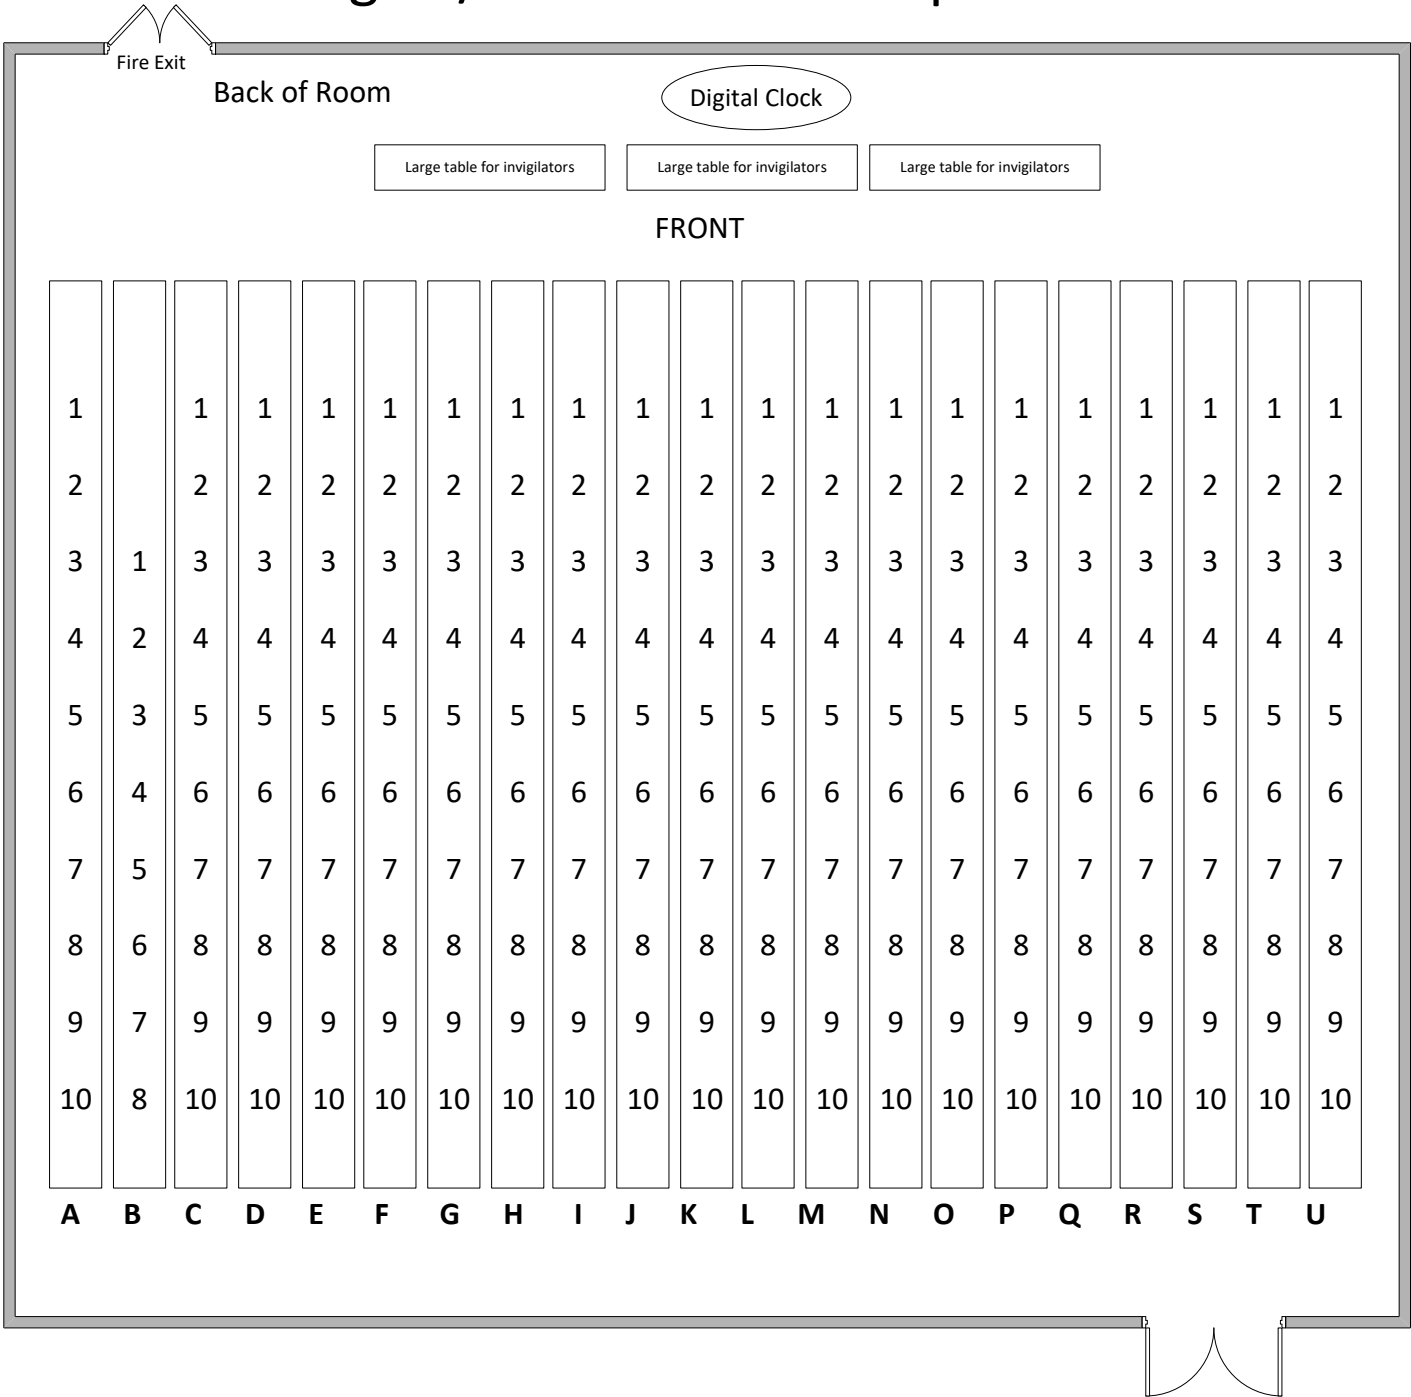 Fire Exit
Back of Room
Digital Clock
Large table for invigilators Large table for invigilators Large table for invigilators
FRONT
1 1 1 1 1 1 1 1 1 1 1 1 1 1 1 1 1 1 1 1
2 2 2 2 2 2 2 2 2 2 2 2 2 2 2 2 2 2 2 2
3 1 3 3 3 3 3 3 3 3 3 3 3 3 3 3 3 3 3 3 3
4 2 4 4 4 4 4 4 4 4 4 4 4 4 4 4 4 4 4 4 4
5 3 5 5 5 5 5 5 5 5 5 5 5 5 5 5 5 5 5 5 5
6 4 6 6 6 6 6 6 6 6 6 6 6 6 6 6 6 6 6 6 6
7 5 7 7 7 7 7 7 7 7 7 7 7 7 7 7 7 7 7 7 7
8 6 8 8 8 8 8 8 8 8 8 8 8 8 8 8 8 8 8 8 8
9 7 9 9 9 9 9 9 9 9 9 9 9 9 9 9 9 9 9 9 9
10 8 10 10 10 10 10 10 10 10 10 10 10 10 10 10 10 10 10 10 10
A B C D E F G H I J K L M N O P Q R S T U